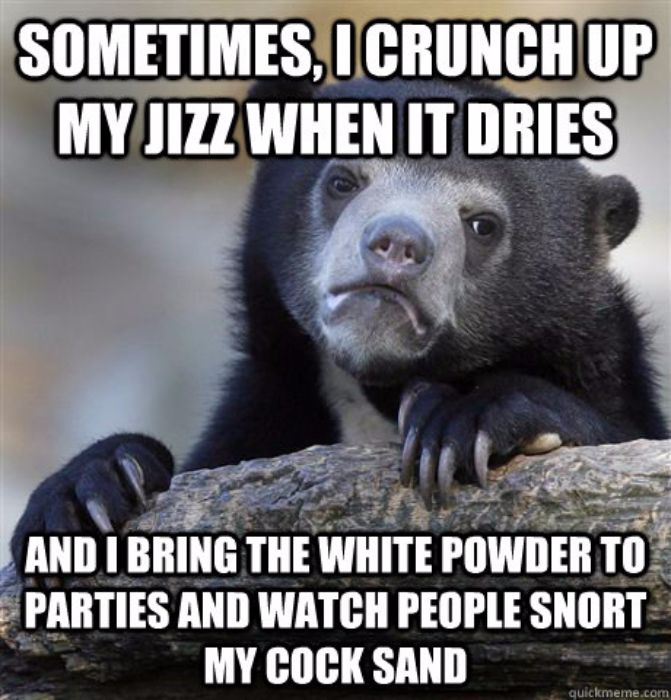 SOMETIMES, I CRUNCH UP
MY JIZZ WHEN IT DRIES
AND I BRING THE WHITE POWDER TO
PARTIES AND WATCH PEOPLE SNORT
MY COCK SAND
quickmeme.com